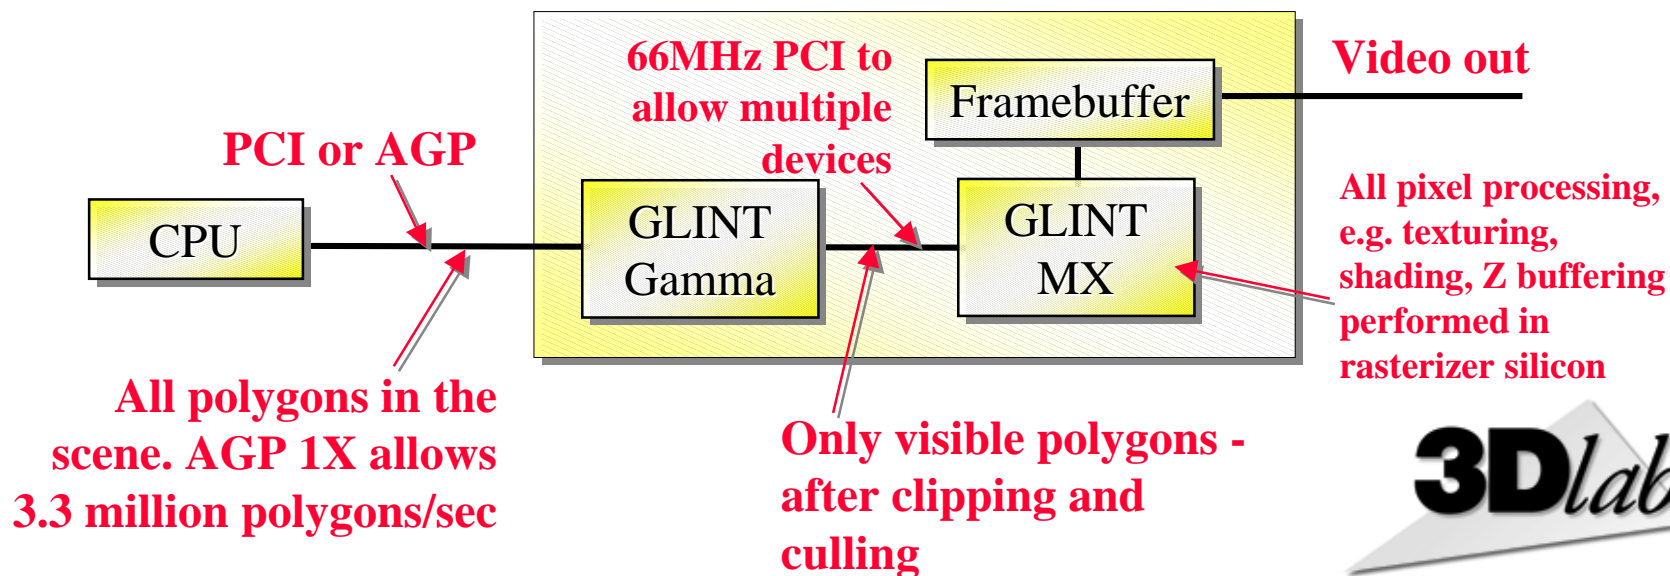 66MHz PCI to
allow multiple
devices
Framebuffer
Video out
PCI or AGP
CPU
GLINT
Gamma
GLINT
MX
All pixel processing,
e.g. texturing,
shading, Z buffering
performed in
rasterizer silicon
All polygons in the
scene. AGP 1X allows
3.3 million polygons/sec
Only visible polygons -
after clipping and
culling
3Dlab